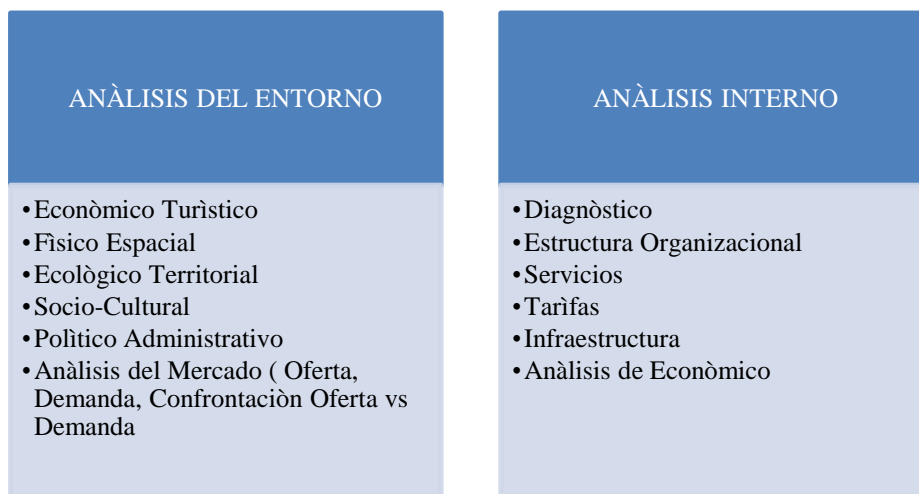 ANÀLISIS DEL ENTORNO
•Econòmico Turìstico
•Fìsico Espacial
•Ecològico Territorial
•Socio-Cultural
•Polìtico Administrativo
•Anàlisis del Mercado ( Oferta,
Demanda, Confrontaciòn Oferta vs
Demanda
ANÀLISIS INTERNO
•Diagnòstico
•Estructura Organizacional
•Servicios
•Tarìfas
•Infraestructura
•Anàlisis de Econòmico